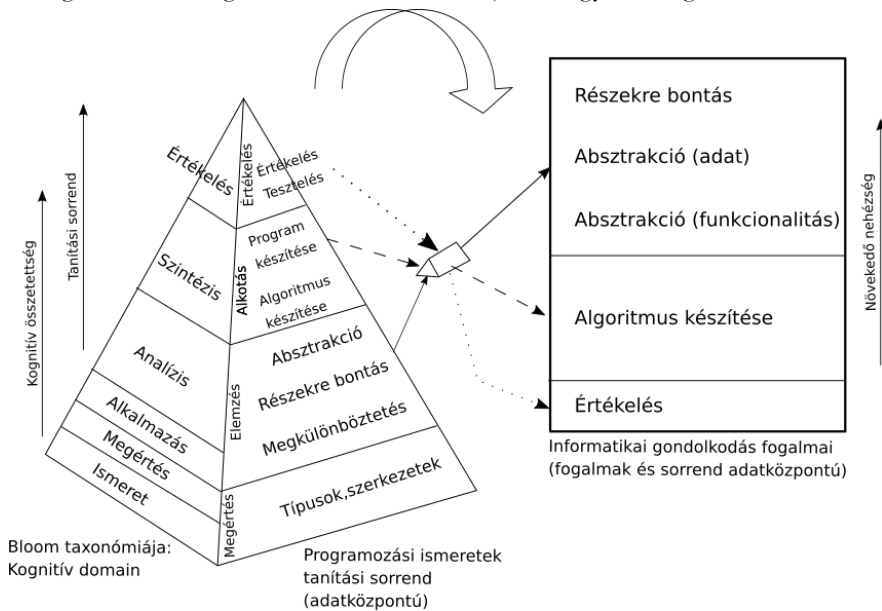 Részekre bontás
Absztrakció (adat)
Absztrakció (funkcionalitás)
Algoritmus készítése
Értékelés
Növekedő nehézség
Informatikai gondolkodás fogalmai
(fogalmak és sorrend adatközpontú)
Kognitív összetettség
Tanítási sorrend
Értékelés
Szintézis
Analízis
Alkalmazás
Megértés
Ismeret
Értékelés
Alkotás
Elemzés
Megértés
Értékelés
Tesztelés
Program
készítése
Algoritmus
készítése
Absztrakció
Részekre bontás
Megkülönböztetés
Típusok,szerkezetek
Bloom taxonómiája:
Kognitív domain
Programozási ismeretek
tanítási sorrend
(adatközpontú)